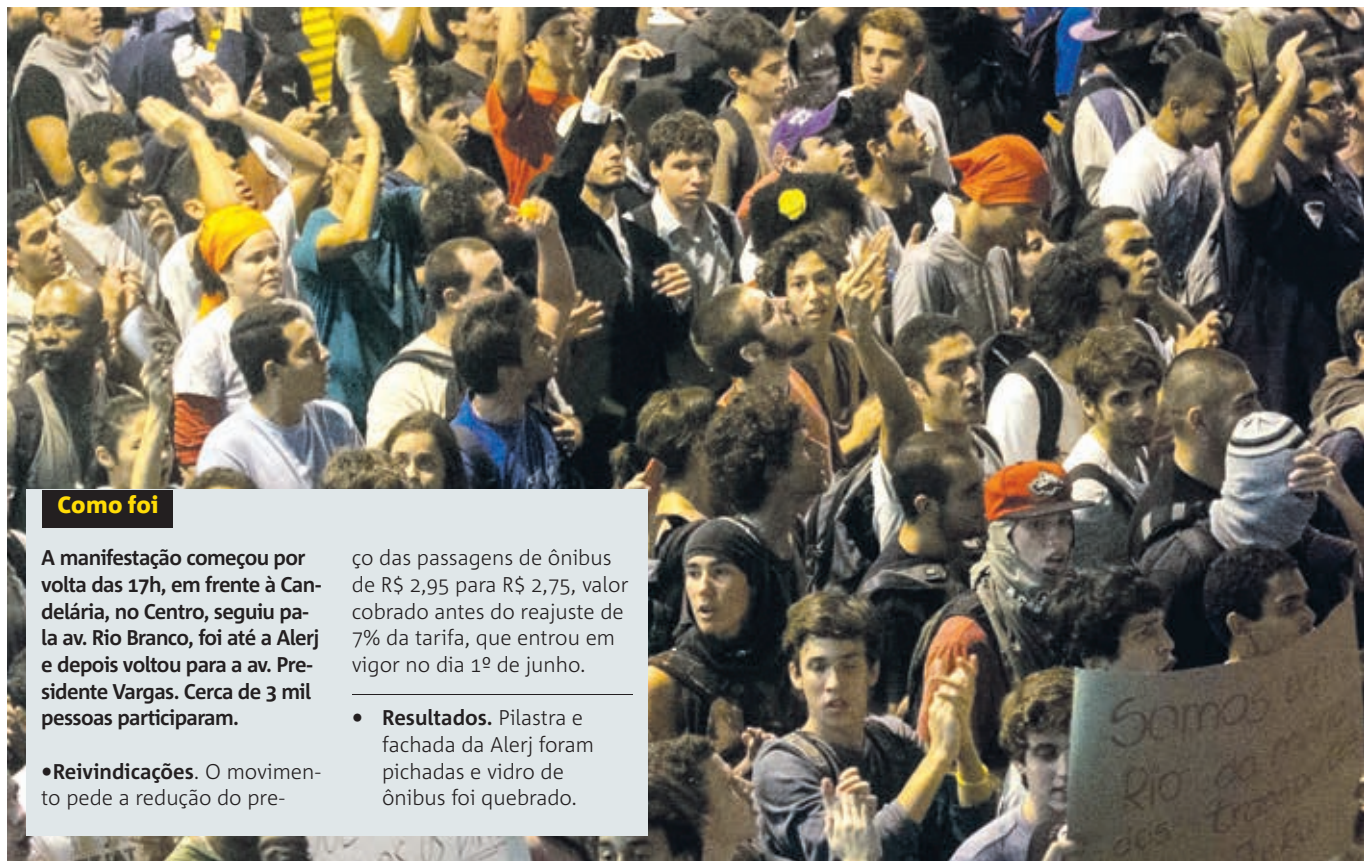 Como foi
A manifestação começou por
volta das 17h, em frente à Can-
delária, no Centro, seguiu pa-
la av. Rio Branco, foi até a Alerj
e depois voltou para a av. Pre-
sidente Vargas. Cerca de 3 mil
pessoas participaram.
•Reivindicações. O movimen-
to pede a redução do pre-
ço das passagens de ônibus
de R$ 2,95 para R$ 2,75, valor
cobrado antes do reajuste de
7% da tarifa, que entrou em
vigor no dia 1º de junho.
• Resultados. Pilastra e
fachada da Alerj foram
pichadas e vidro de
ônibus foi quebrado.
Somos
Rio da